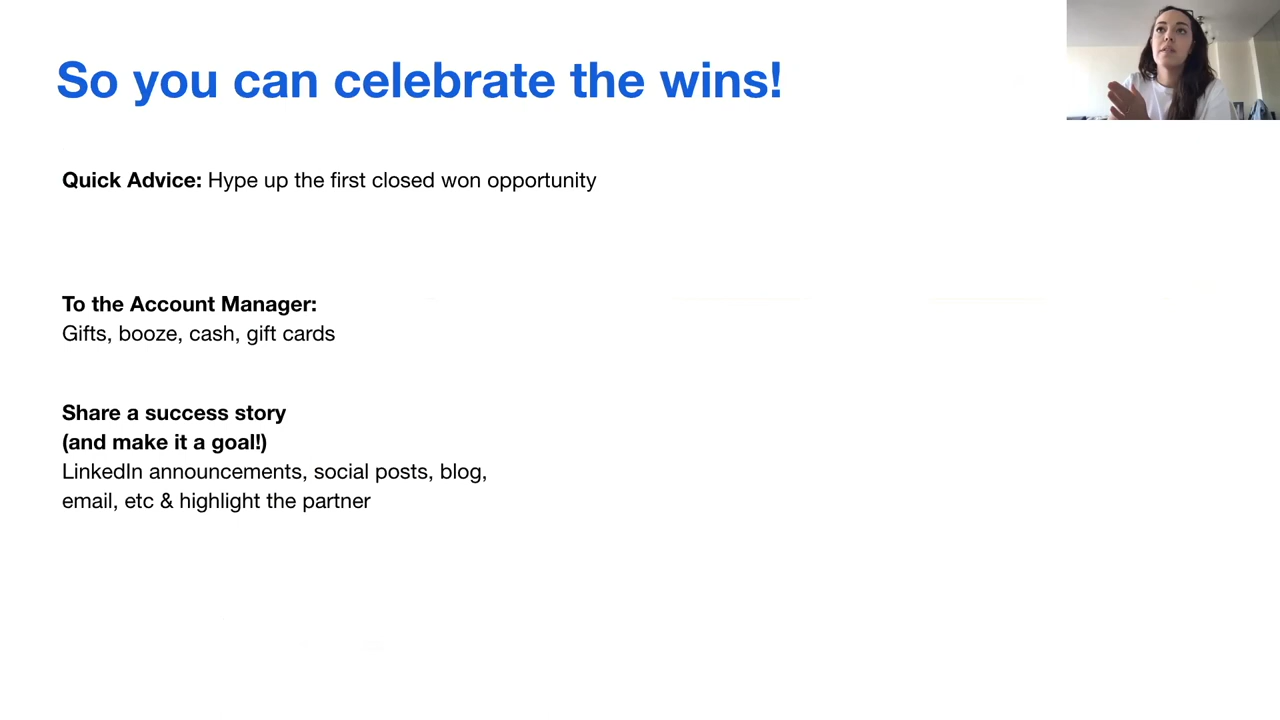 So you can celebrate the wins!
Quick Advice: Hype up the first closed won opportunity
To the Account Manager:
Gifts, booze, cash, gift cards
Share a success story
(and make it a goal!)
LinkedIn announcements, social posts, blog,
email, etc & highlight the partner